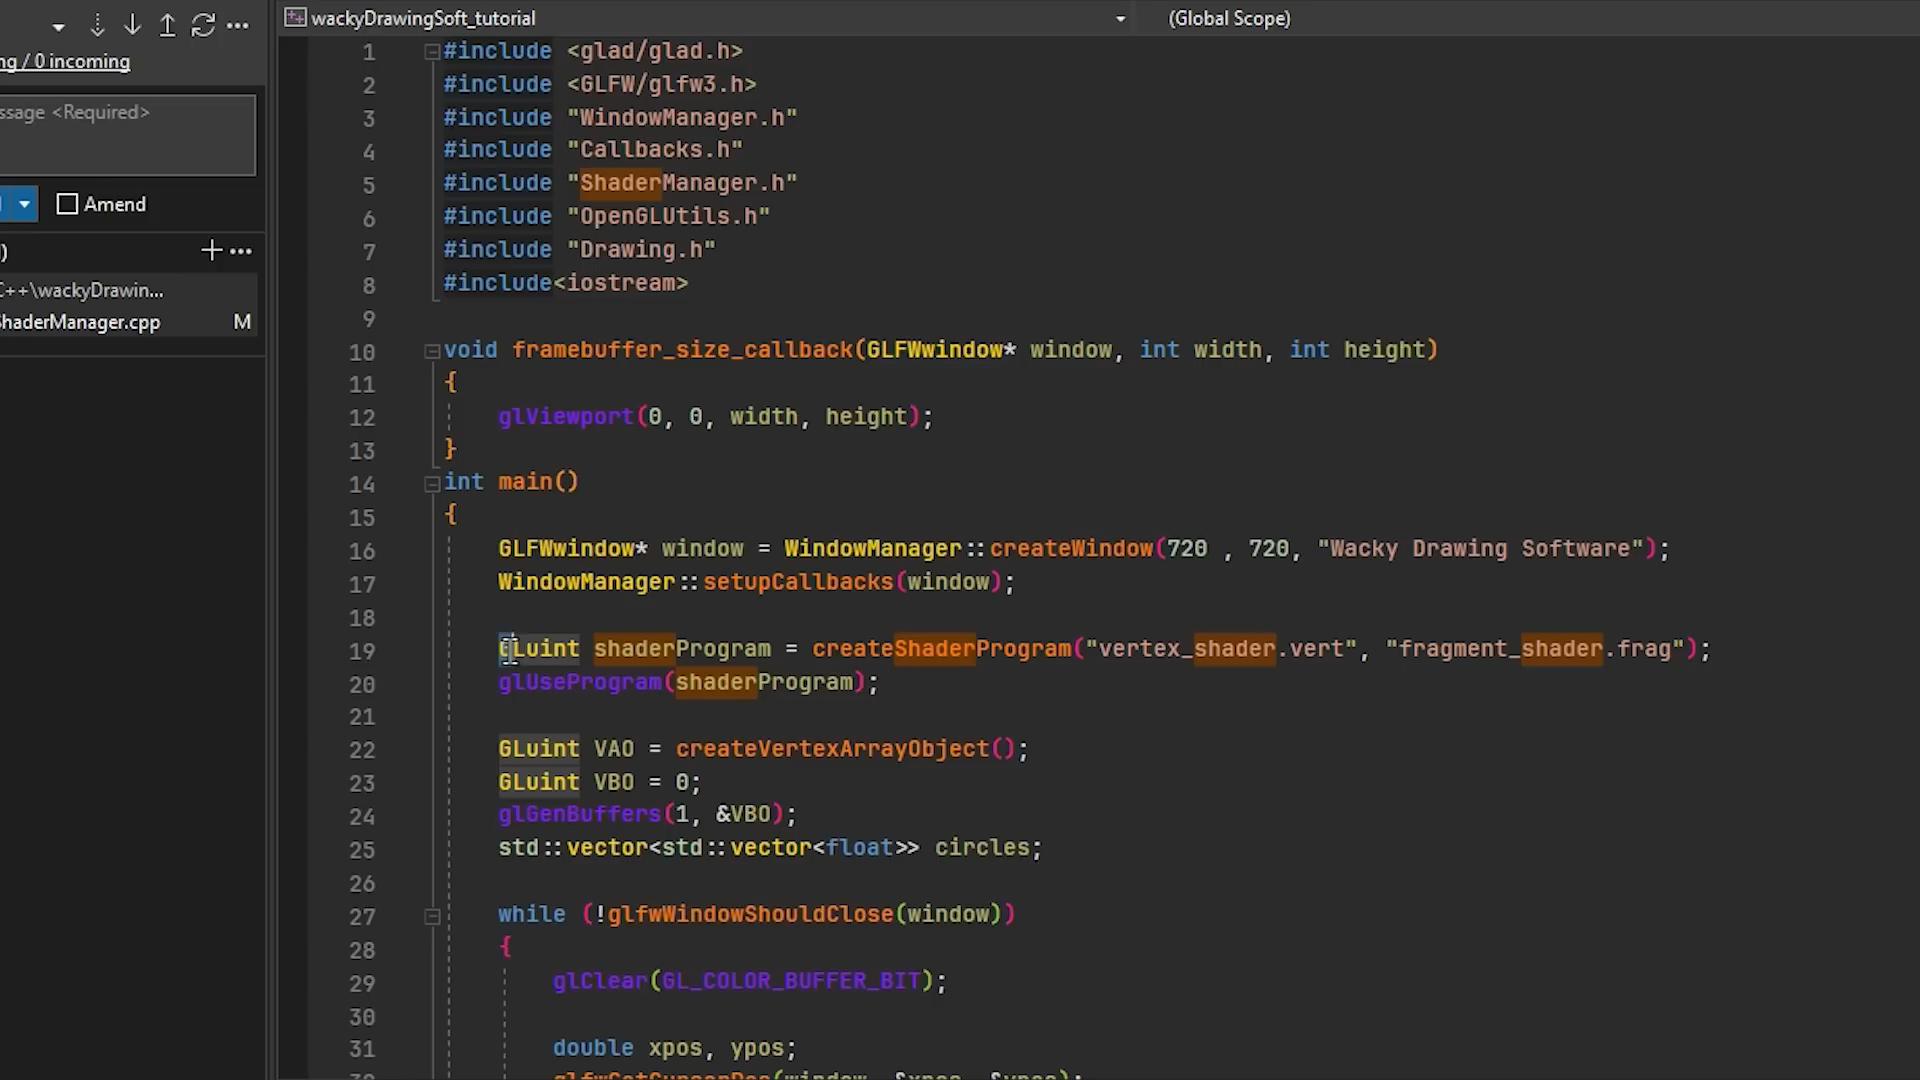 wackyDrawingSoft_tutorial
(Global Scope)
ng / 0 incoming
ssage <Required>
Amend
C++\wackyDrawin...
ShaderManager.cpp M
1 #include <glad/glad.h>
2 #include <GLFW/glfw3.h>
3 #include "WindowManager.h"
4 #include "Callbacks.h"
5 #include "ShaderManager.h"
6 #include "OpenGLUtils.h"
7 #include "Drawing.h"
8 #include<iostream>
9
10 void framebuffer_size_callback(GLFWwindow* window, int width, int height)
11 {
12 glViewport(0, 0, width, height);
13 }
14 int main()
15 {
16 GLFWwindow* window = WindowManager::createWindow(720 , 720, "Wacky Drawing Software");
17 WindowManager::setupCallbacks(window);
18
19 GLuint shaderProgram = createShaderProgram("vertex_shader.vert", "fragment_shader.frag");
20 glUseProgram(shaderProgram);
21
22 GLuint VAO = createVertexArrayObject();
23 GLuint VBO = 0;
24 glGenBuffers(1, &VBO);
25 std::vector<std::vector<float>> circles;
26
27 while (!glfwWindowShouldClose(window))
28 {
29 glClear(GL_COLOR_BUFFER_BIT);
30
31 double xpos, ypos;
32 glfwGetCursorPos(window, &xpos, &ypos);